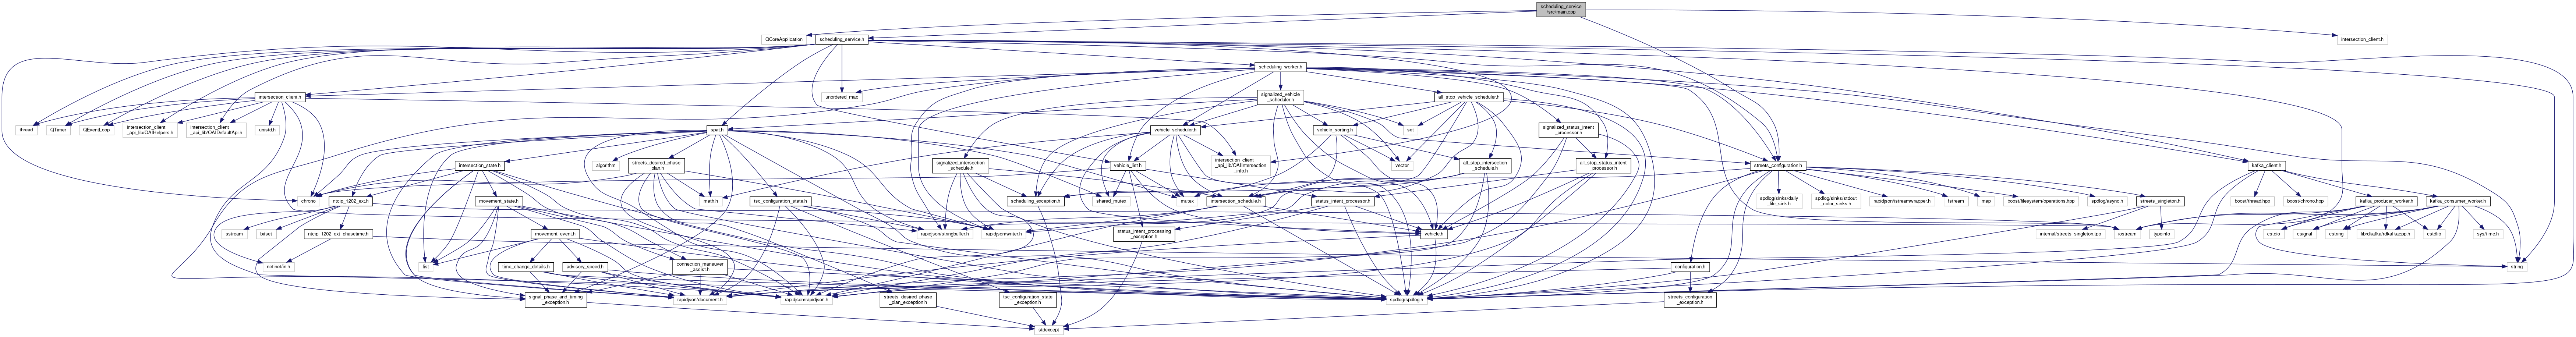 scheduling_service
/src/main.cpp
QCoreApplication
scheduling_service.h
intersection_client.h
scheduling_worker.h
intersection_client.h
unordered_map
signalized_vehicle
_scheduler.h
all_stop_vehicle_scheduler.h
thread
QTimer
QEventLoop
intersection_client
_api_lib/OAIHelpers.h
intersection_client
_api_lib/OAIDefaultApi.h
unistd.h
spat.h
vehicle_scheduler.h
vehicle_sorting.h
set
signalized_status_intent
_processor.h
intersection_state.h
algorithm
streets_desired_phase
_plan.h
signalized_intersection
_schedule.h
vehicle_list.h
intersection_client
_api_lib/OAIIntersection
_info.h
vector
all_stop_intersection
_schedule.h
all_stop_status_intent
_processor.h
streets_configuration.h
kafka_client.h
chrono
ntcip_1202_ext.h
movement_state.h
math.h
tsc_configuration_state.h
scheduling_exception.h
shared_mutex
mutex
intersection_schedule.h
status_intent_processor.h
spdlog/sinks/daily
_file_sink.h
spdlog/sinks/stdout
_color_sinks.h
rapidjson/istreamwrapper.h
fstream
map
boost/filesystem/operations.hpp
spdlog/async.h
streets_singleton.h
boost/thread.hpp
boost/chrono.hpp
kafka_producer_worker.h
kafka_consumer_worker.h
sstream
bitset
ntcip_1202_ext_phasetime.h
movement_event.h
rapidjson/stringbuffer.h
rapidjson/writer.h
status_intent_processing
_exception.h
vehicle.h
iostream
internal/streets_singleton.tpp
typeinfo
cstdio
csignal
cstring
librdkafka/rdkafkacpp.h
cstdlib
sys/time.h
netinet/in.h
list
time_change_details.h
advisory_speed.h
connection_maneuver
_assist.h
configuration.h
string
signal_phase_and_timing
_exception.h
rapidjson/document.h
rapidjson/rapidjson.h
streets_desired_phase
_plan_exception.h
tsc_configuration_state
_exception.h
spdlog/spdlog.h
streets_configuration
_exception.h
stdexcept